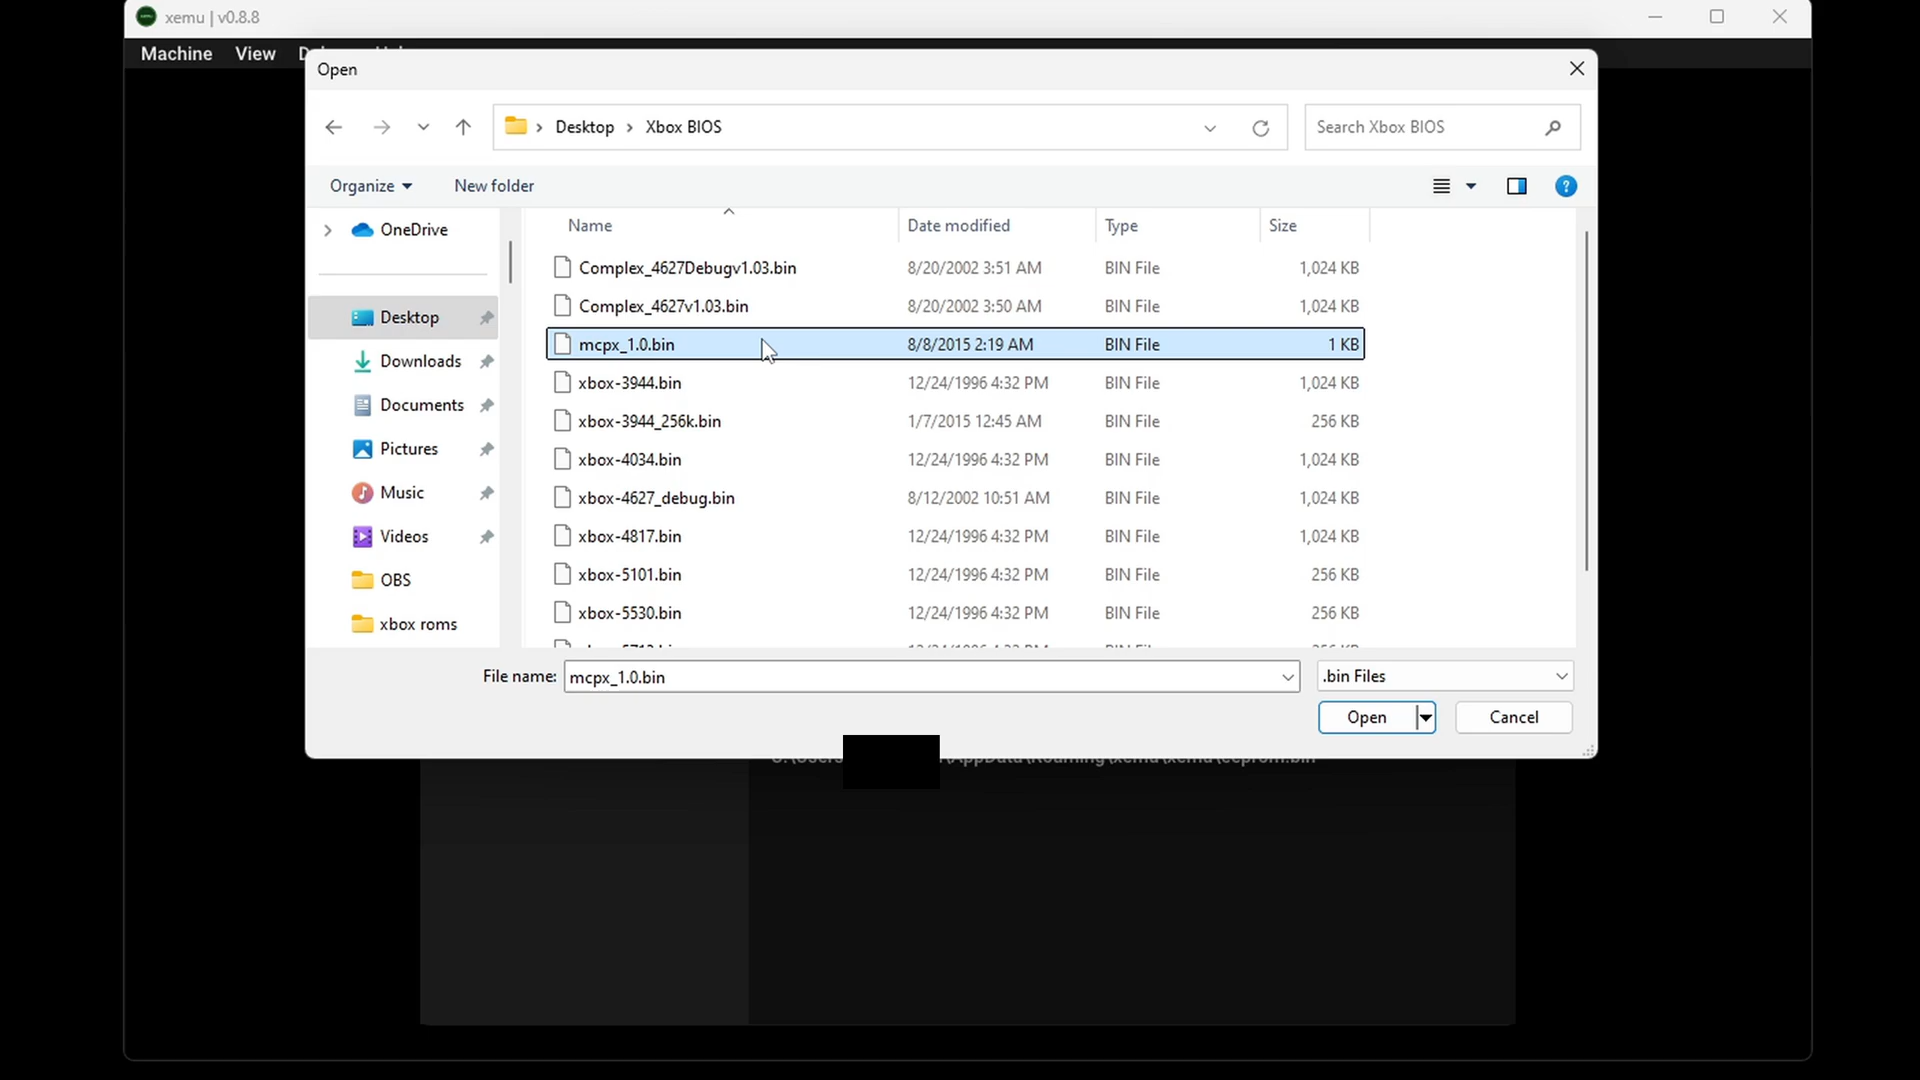 xemu | v0.8.8
Machine View
Open
Desktop › Xbox BIOS
Search Xbox BIOS
Organize New folder
OneDrive
Desktop
Downloads
Documents
Pictures
Music
Videos
OBS
xbox roms
Name Date modified Type Size
Complex_4627Debugv1.03.bin 8/20/2002 3:51 AM BIN File 1,024 KB
Complex_4627v1.03.bin 8/20/2002 3:50 AM BIN File 1,024 KB
mcpx_1.0.bin 8/8/2015 2:19 AM BIN File 1 KB
xbox-3944.bin 12/24/1996 4:32 PM BIN File 1,024 KB
xbox-3944_256k.bin 1/7/2015 12:45 AM BIN File 256 KB
xbox-4034.bin 12/24/1996 4:32 PM BIN File 1,024 KB
xbox-4627_debug.bin 8/12/2002 10:51 AM BIN File 1,024 KB
xbox-4817.bin 12/24/1996 4:32 PM BIN File 1,024 KB
xbox-5101.bin 12/24/1996 4:32 PM BIN File 256 KB
xbox-5530.bin 12/24/1996 4:32 PM BIN File 256 KB
File name: mcpx_1.0.bin .bin Files
Open Cancel